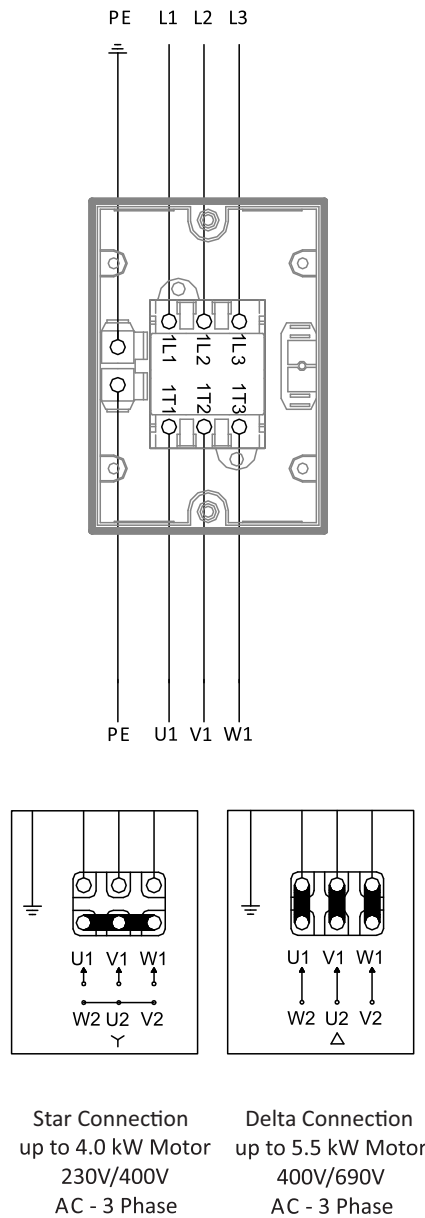 PE L1 L2 L3
1L1 1L2 1L3
1T1 1T2 1T3
PE U1 V1 W1
U1 V1 W1
W2 U2 V2
U1 V1 W1
W2 U2 V2
Star Connection
up to 4.0 kW Motor
230V/400V
AC - 3 Phase
Delta Connection
up to 5.5 kW Motor
400V/690V
AC - 3 Phase